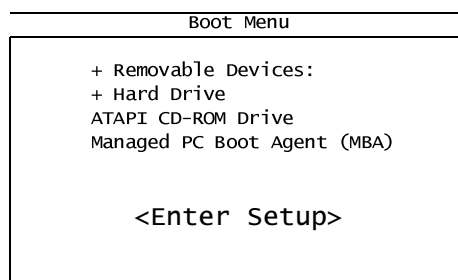 Boot Menu
+ Removable Devices:
+ Hard Drive
ATAPI CD-ROM Drive
Managed PC Boot Agent (MBA)
<Enter Setup>